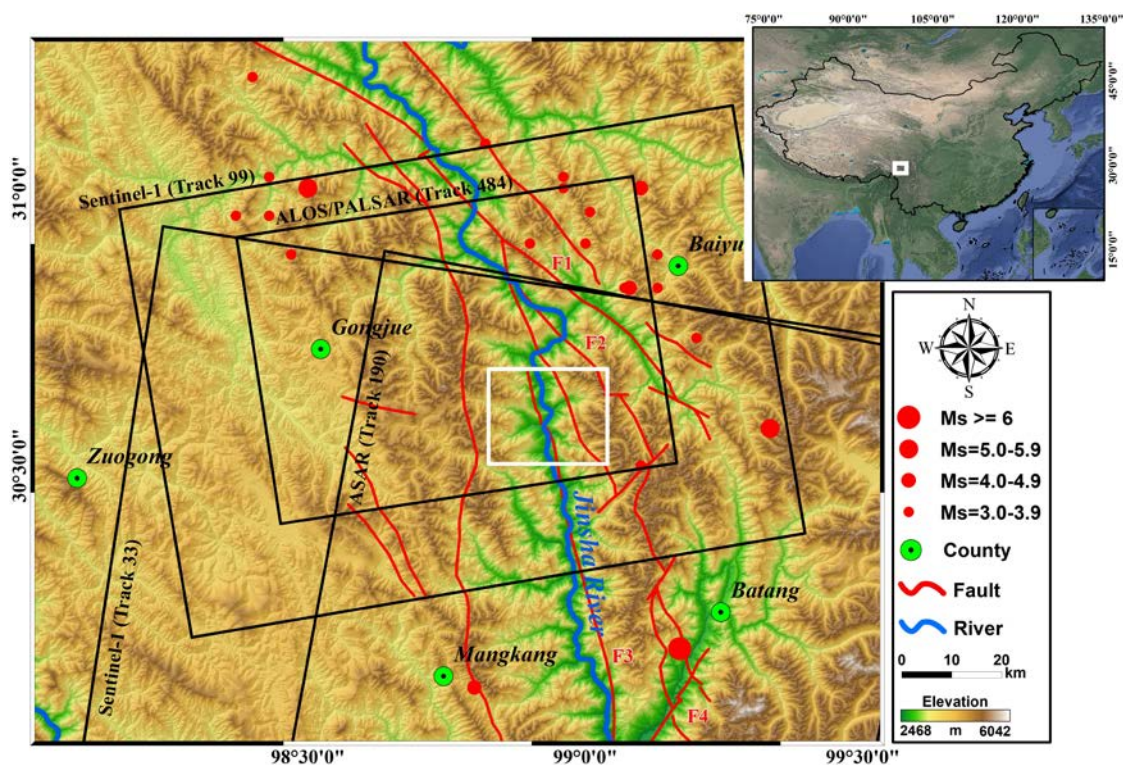 75°0'0"
90°0'0"
105°0'0"
120°0'0"
135°0'0"
45°0'0"
30°0'0"
15°0'0"
Sentinel-1 (Track 99)
ALOS/PALSAR (Track 484)
31°0'0"
Baiyu
F1
Gongjue
F2
ASAR (Track 190)
Zuogong
30°30'0"
Jinsha River
Sentinel-1 (Track 33)
Batang
Mangkang
F3
F4
98°30'0"
99°0'0"
99°30'0"
N
W
E
S
Ms >= 6
Ms=5.0-5.9
Ms=4.0-4.9
Ms=3.0-3.9
County
Fault
River
0 10 20
km
Elevation
2468 m 6042